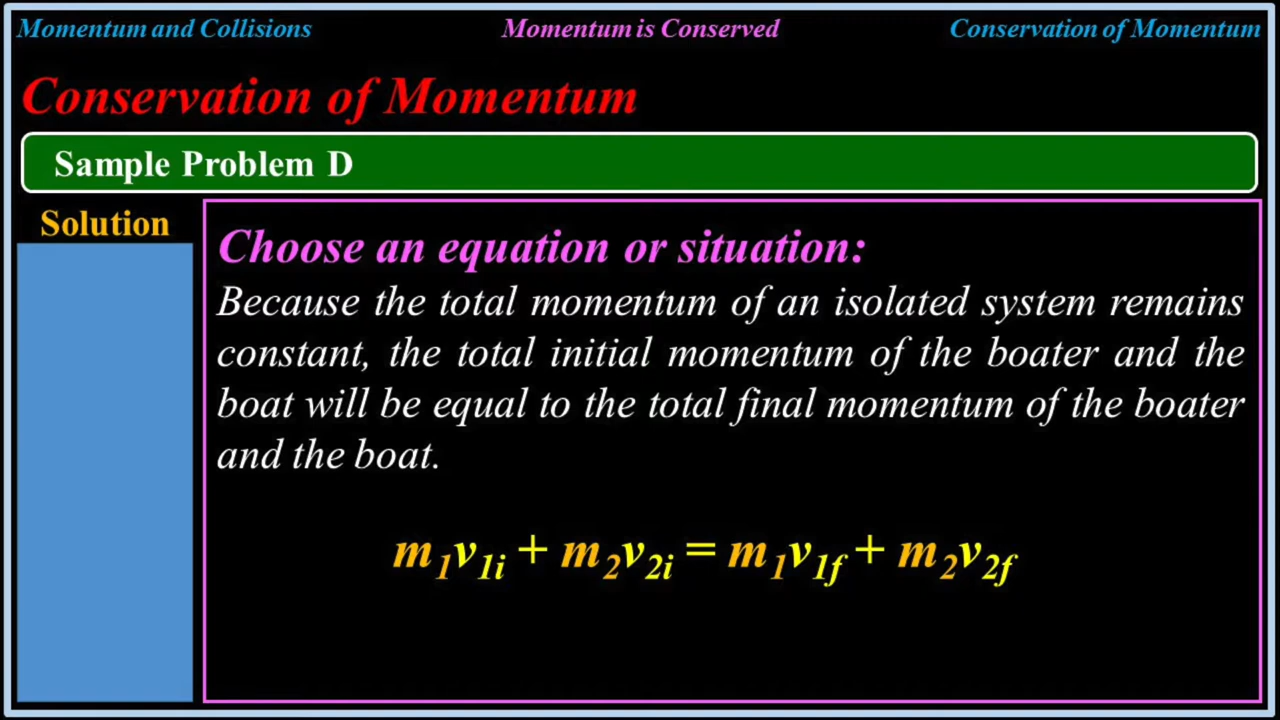 Momentum and Collisions
Momentum is Conserved
Conservation of Momentum
Conservation of Momentum
Sample Problem D
Solution
Choose an equation or situation:
Because the total momentum of an isolated system remains
constant, the total initial momentum of the boater and the
boat will be equal to the total final momentum of the boater
and the boat.
m₁v₁ᵢ + m₂v₂ᵢ = m₁v₁f + m₂v₂f